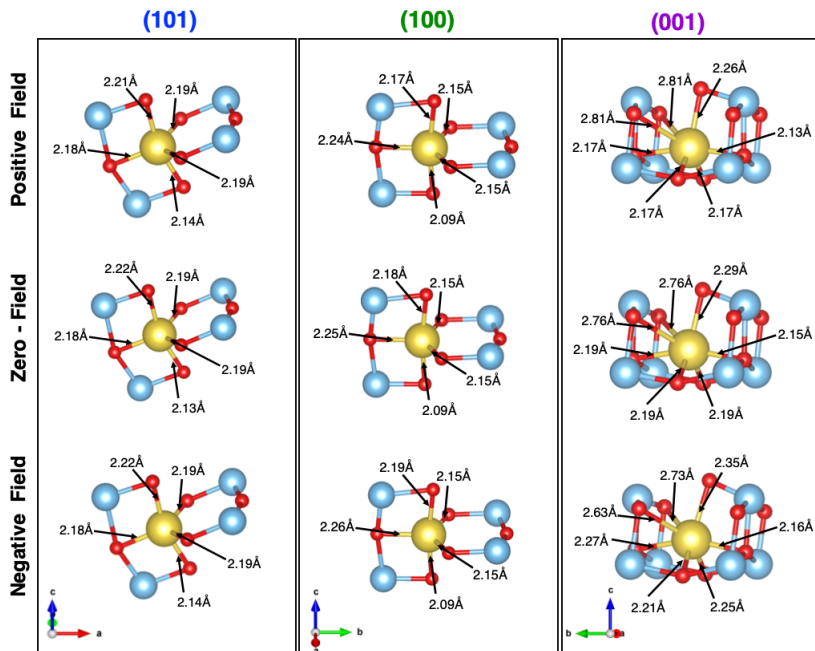 (101) (100) (001)
Positive Field
2.21Å 2.19Å
2.18Å
2.19Å
2.14Å
2.17Å 2.15Å
2.24Å
2.15Å
2.09Å
2.81Å 2.26Å
2.81Å
2.17Å 2.13Å
2.17Å 2.17Å
Zero - Field
2.22Å 2.19Å
2.18Å
2.19Å
2.13Å
2.18Å 2.15Å
2.25Å
2.15Å
2.09Å
2.76Å 2.29Å
2.76Å
2.19Å 2.15Å
2.19Å 2.19Å
Negative Field
2.22Å 2.19Å
2.18Å
2.19Å
2.14Å
2.19Å 2.15Å
2.26Å
2.15Å
2.09Å
2.73Å 2.35Å
2.63Å
2.27Å 2.16Å
2.21Å 2.25Å
c
a
c
b
c
b a